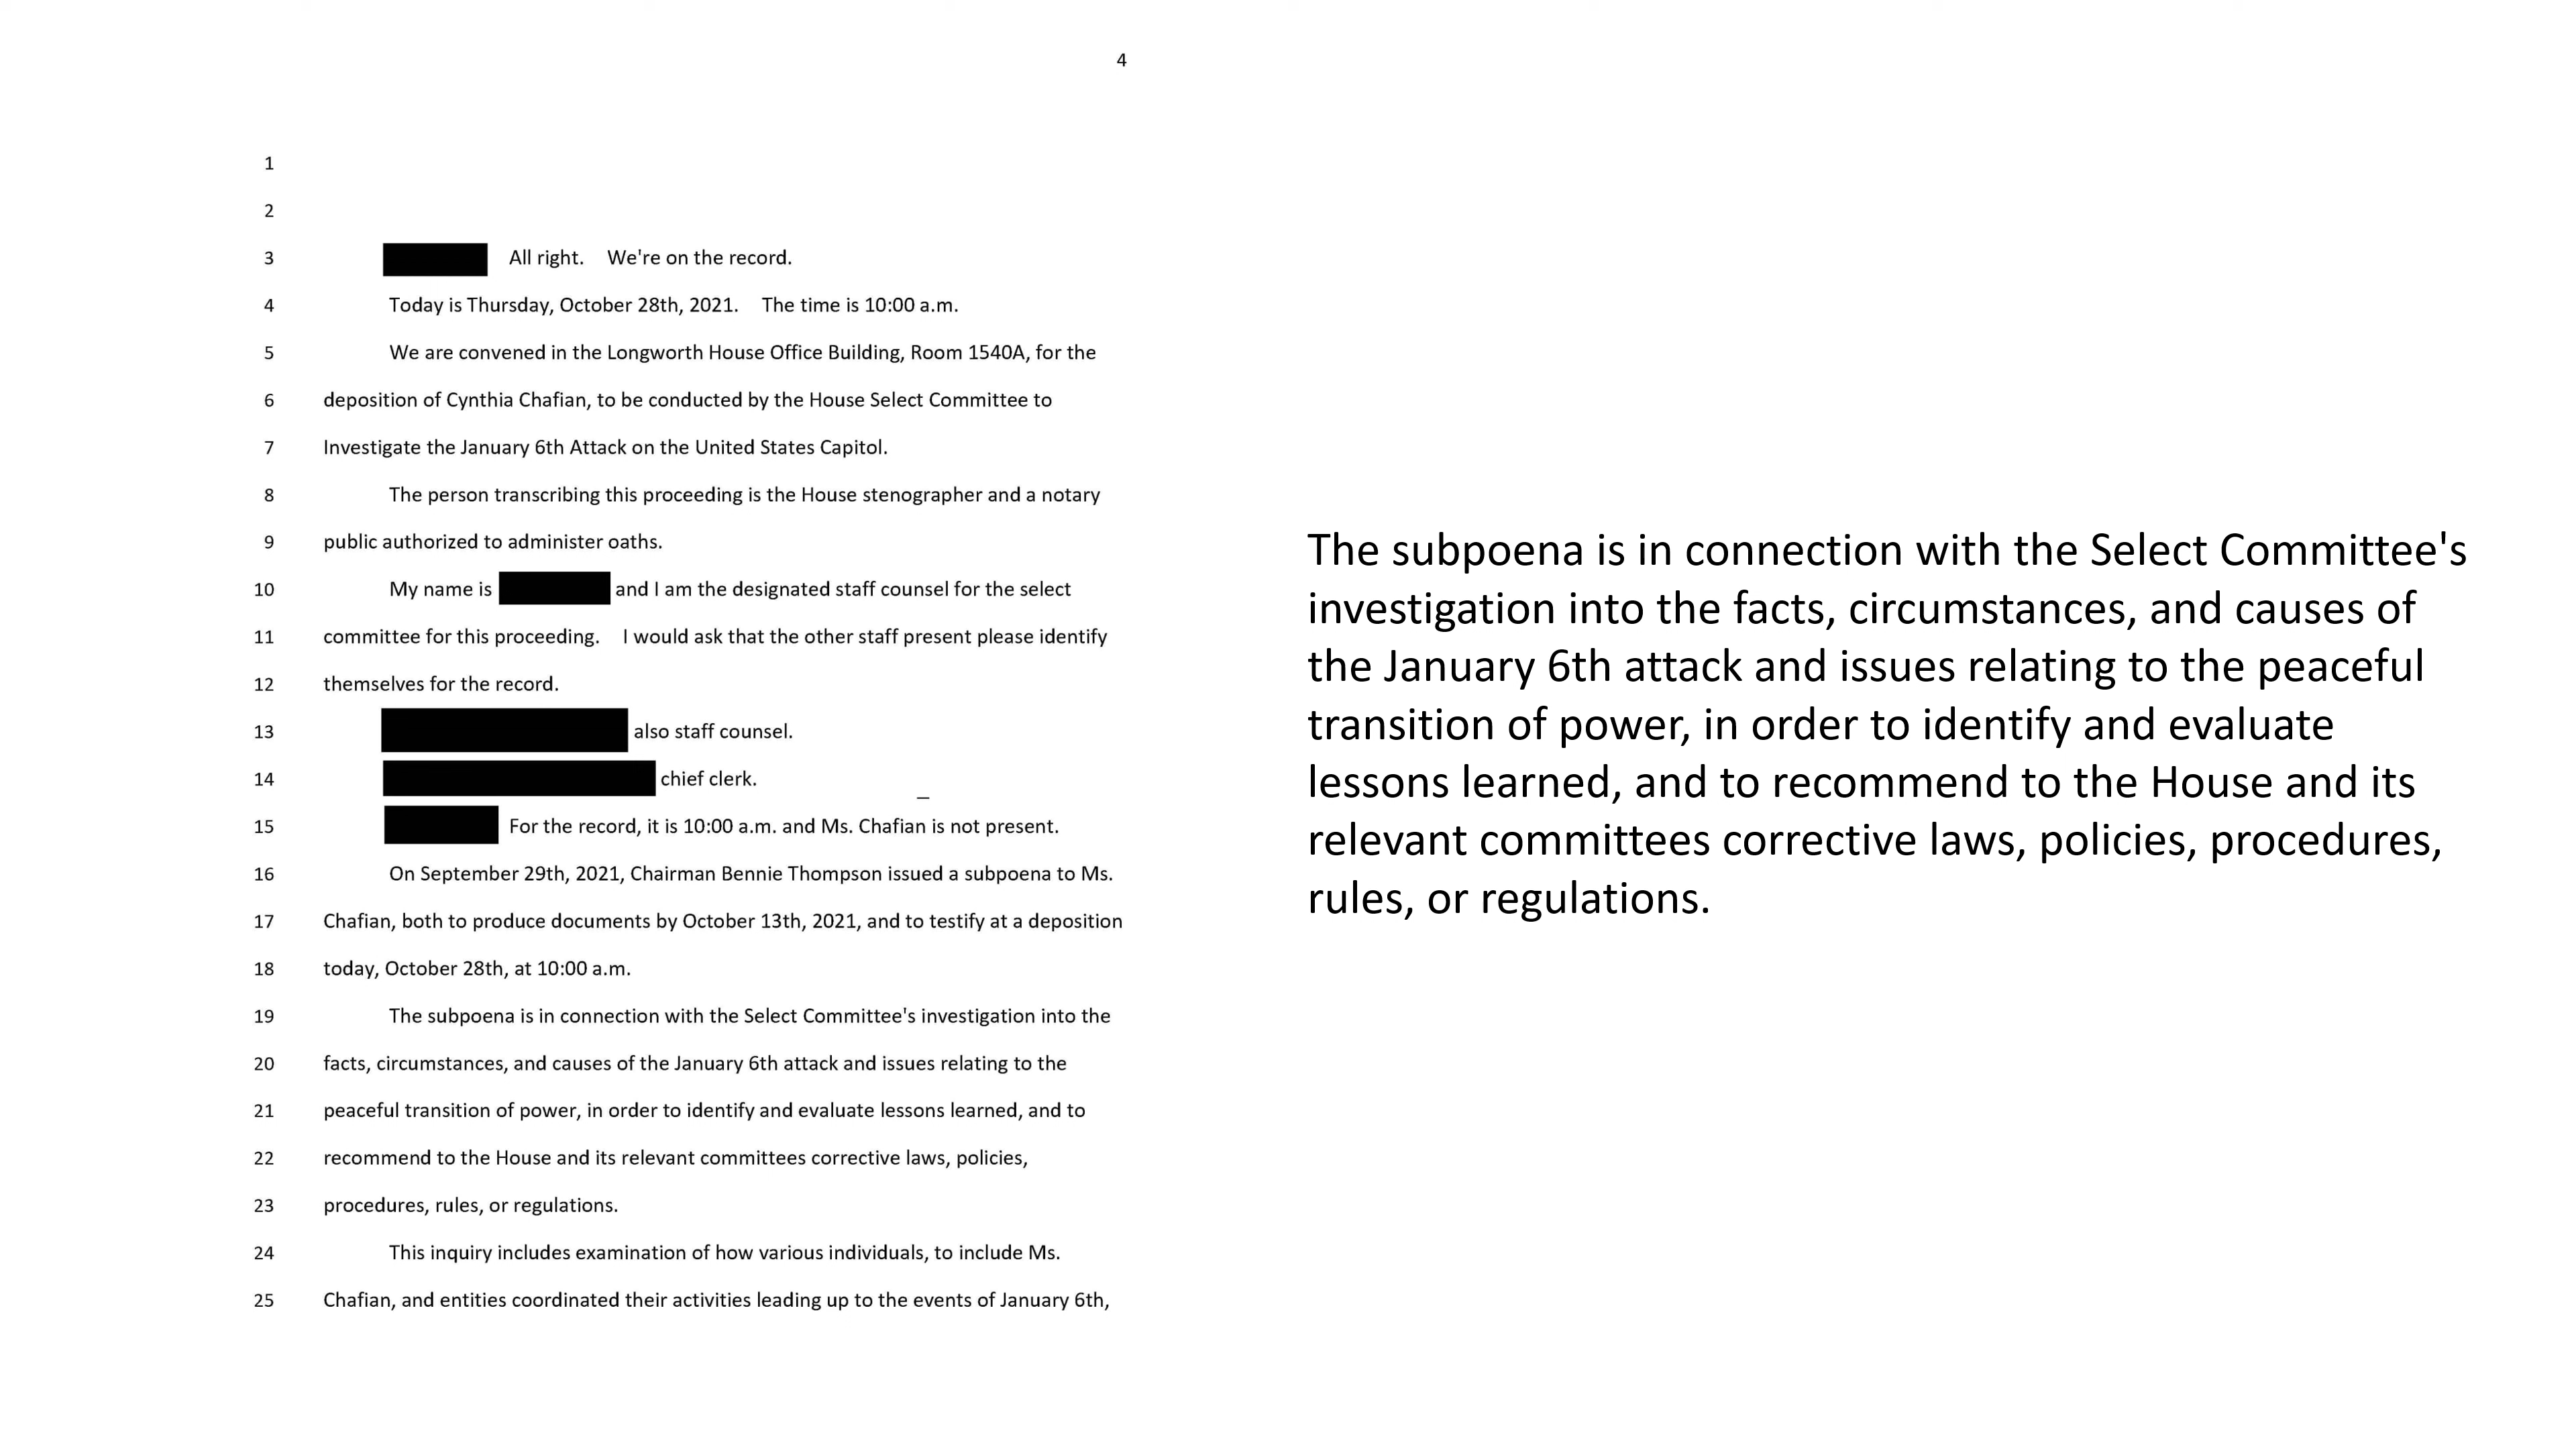 4
1
2
3 All right. We're on the record.
4 Today is Thursday, October 28th, 2021. The time is 10:00 a.m.
5 We are convened in the Longworth House Office Building, Room 1540A, for the
6 deposition of Cynthia Chafian, to be conducted by the House Select Committee to
7 Investigate the January 6th Attack on the United States Capitol.
8 The person transcribing this proceeding is the House stenographer and a notary
9 public authorized to administer oaths.
10 My name is and I am the designated staff counsel for the select
11 committee for this proceeding. I would ask that the other staff present please identify
12 themselves for the record.
13 also staff counsel.
14 chief clerk.
15 For the record, it is 10:00 a.m. and Ms. Chafian is not present.
16 On September 29th, 2021, Chairman Bennie Thompson issued a subpoena to Ms.
17 Chafian, both to produce documents by October 13th, 2021, and to testify at a deposition
18 today, October 28th, at 10:00 a.m.
19 The subpoena is in connection with the Select Committee's investigation into the
20 facts, circumstances, and causes of the January 6th attack and issues relating to the
21 peaceful transition of power, in order to identify and evaluate lessons learned, and to
22 recommend to the House and its relevant committees corrective laws, policies,
23 procedures, rules, or regulations.
24 This inquiry includes examination of how various individuals, to include Ms.
25 Chafian, and entities coordinated their activities leading up to the events of January 6th,
The subpoena is in connection with the Select Committee's
investigation into the facts, circumstances, and causes of
the January 6th attack and issues relating to the peaceful
transition of power, in order to identify and evaluate
lessons learned, and to recommend to the House and its
relevant committees corrective laws, policies, procedures,
rules, or regulations.